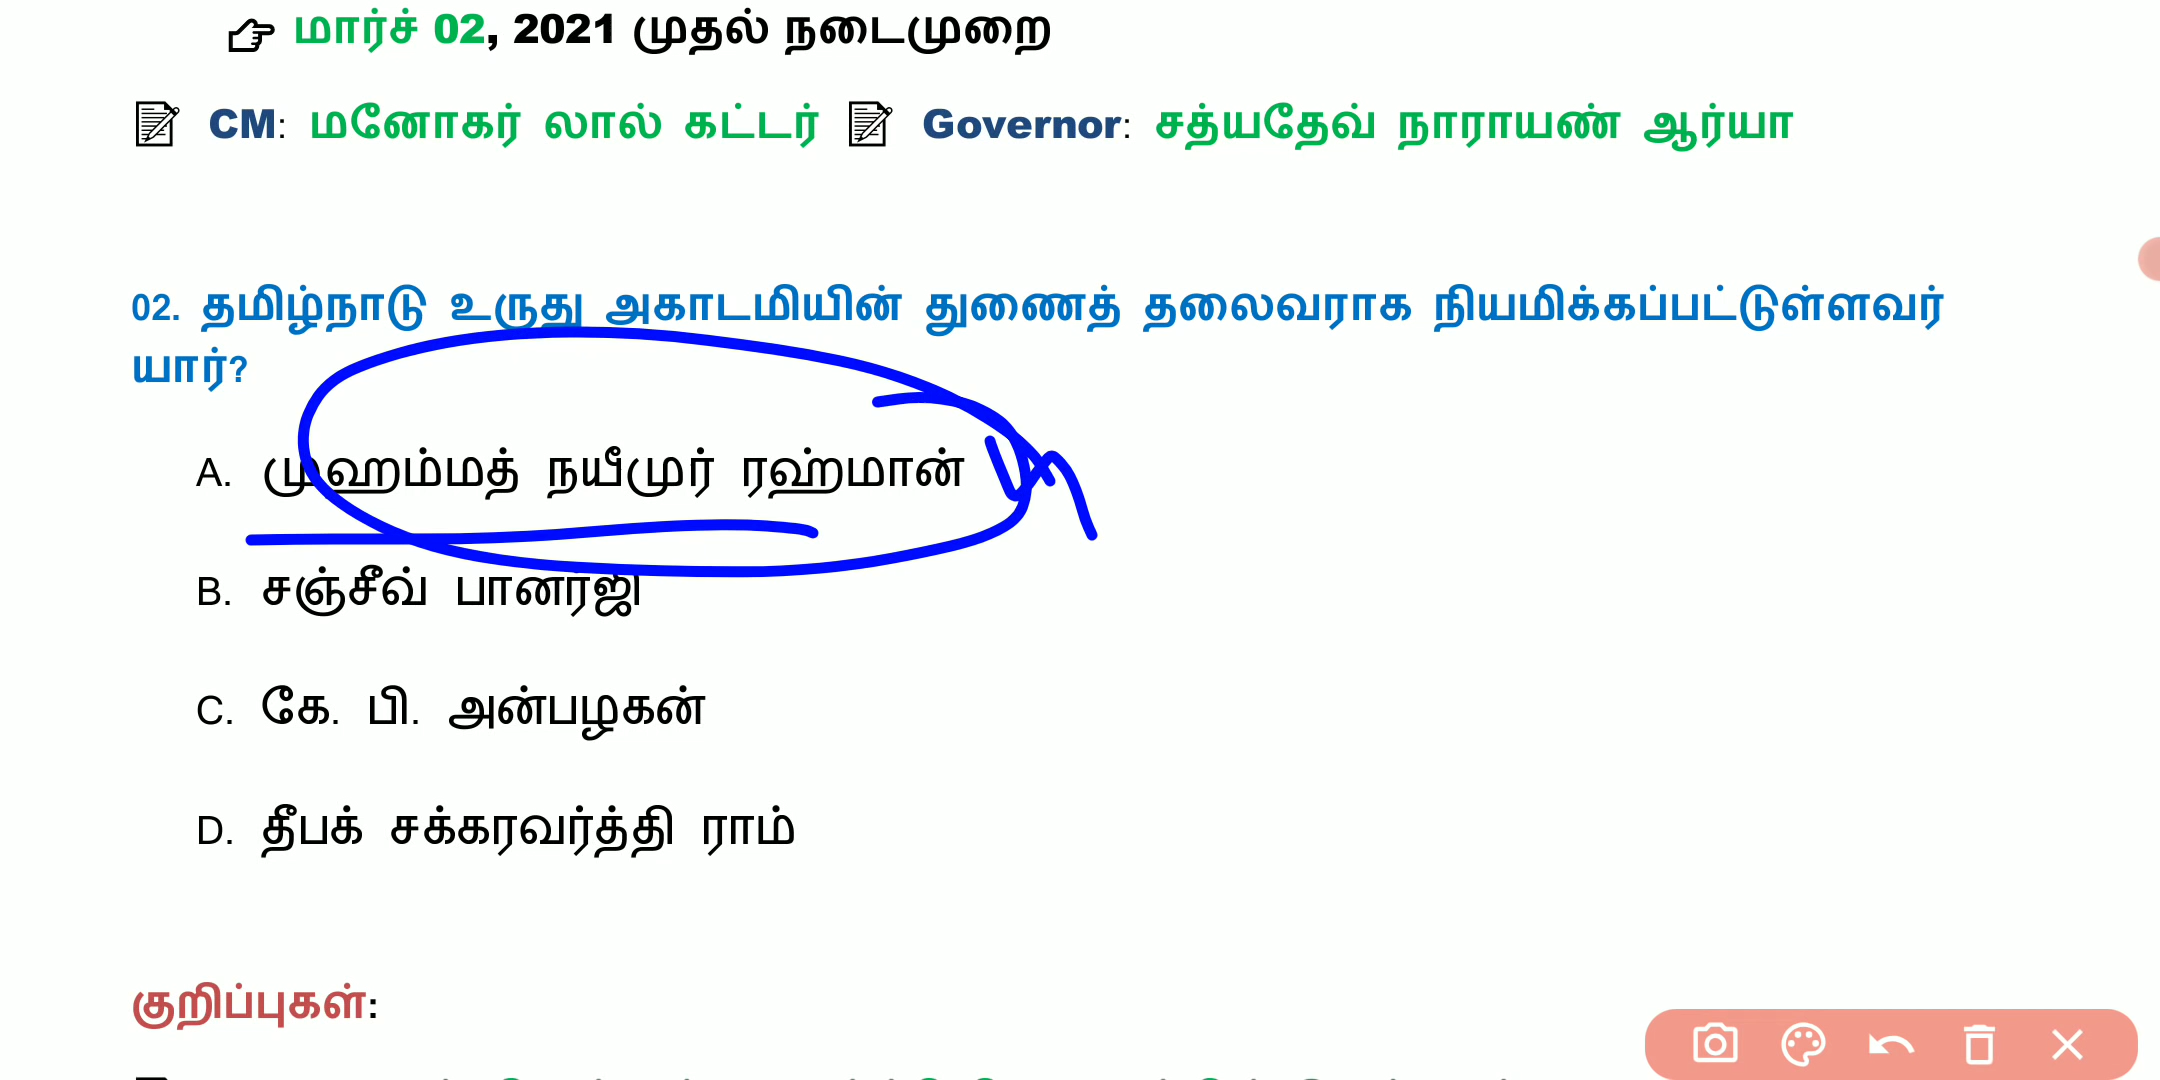 மார்ச் 02, 2021 முதல் நடைமுறை
CM: மனோகர் லால் கட்டர் Governor: சத்யதேவ் நாராயண் ஆர்யா
02. தமிழ்நாடு உருது அகாடமியின் துணைத் தலைவராக நியமிக்கப்பட்டுள்ளவர்
யார்?
A. முஹம்மத் நயீமுர் ரஹ்மான்
B. சஞ்சீவ் பானர்ஜி
C. கே. பி. அன்பழகன்
D. தீபக் சக்கரவர்த்தி ராம்
குறிப்புகள்: